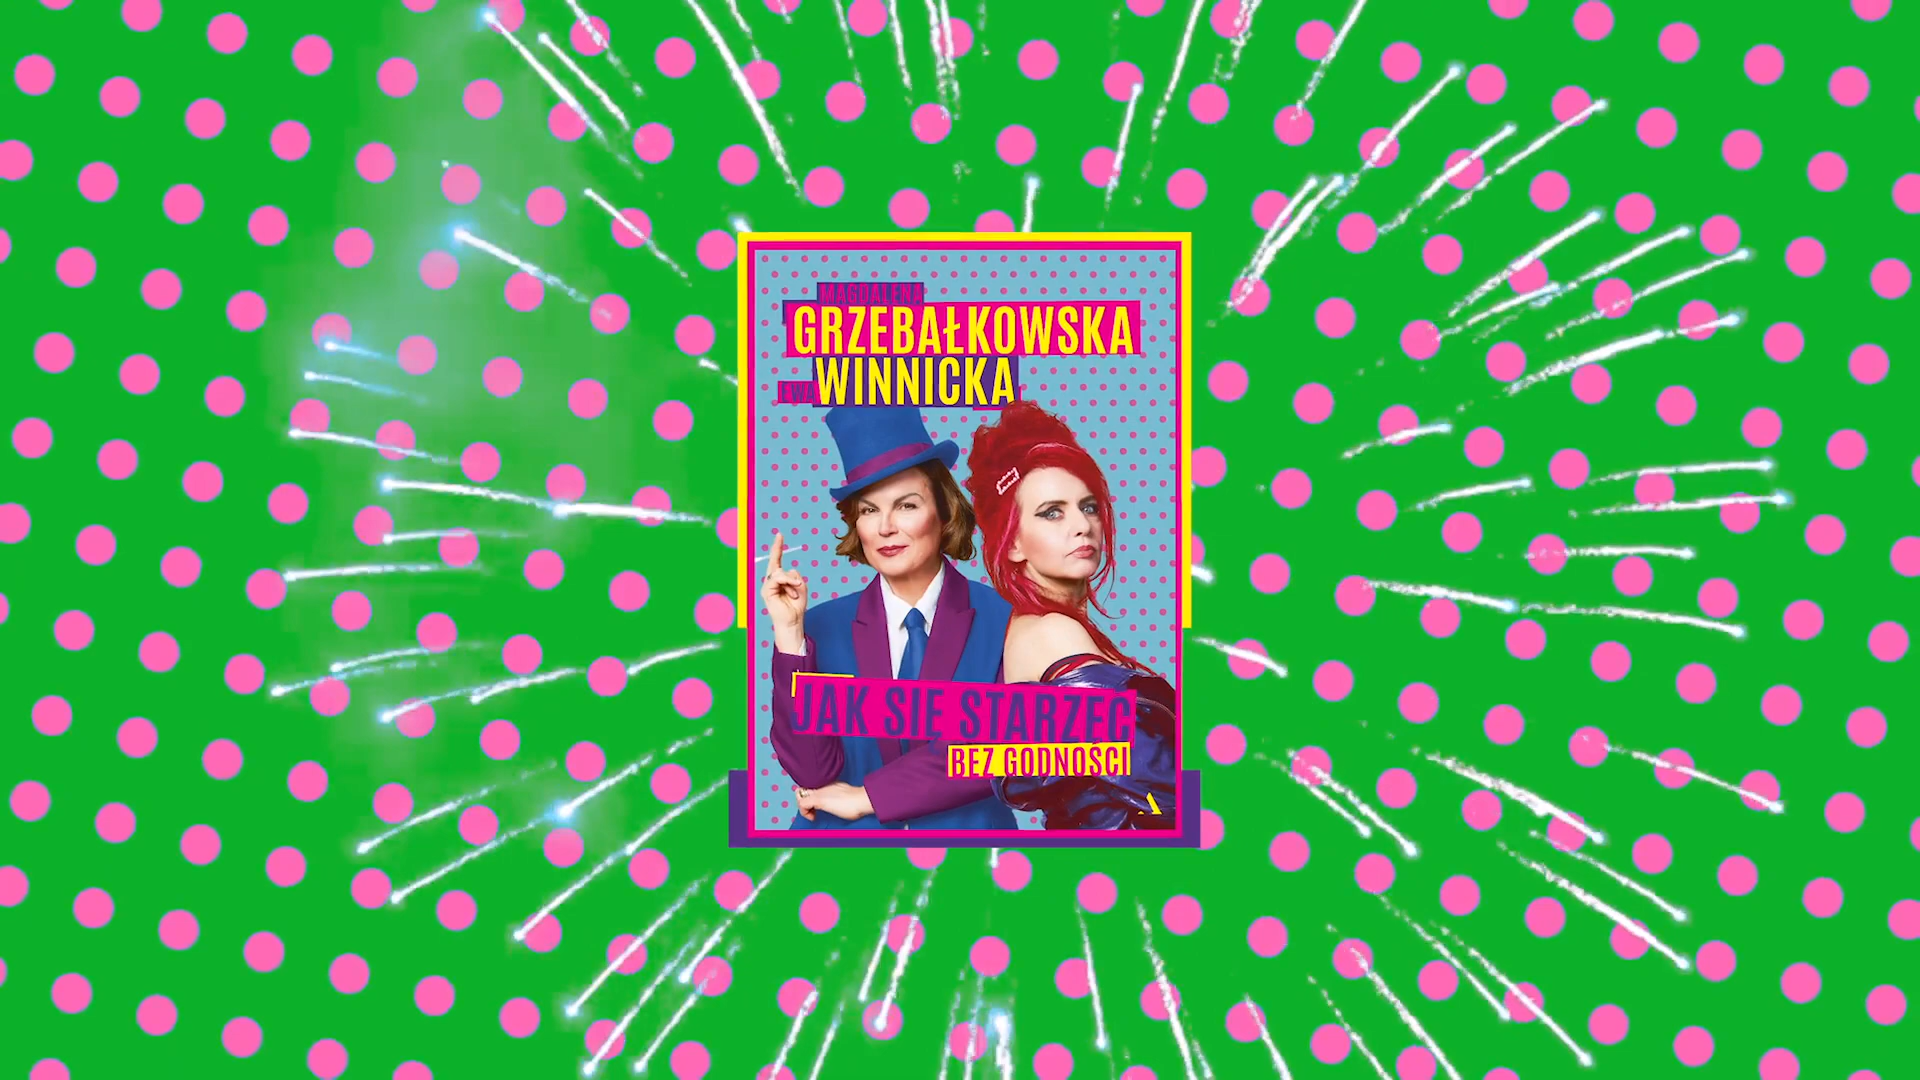 MAGDALENA
GRZEBAŁKOWSKA
EWA WINNICKA
JAK SIĘ STARZEĆ
BEZ GODNOŚCI